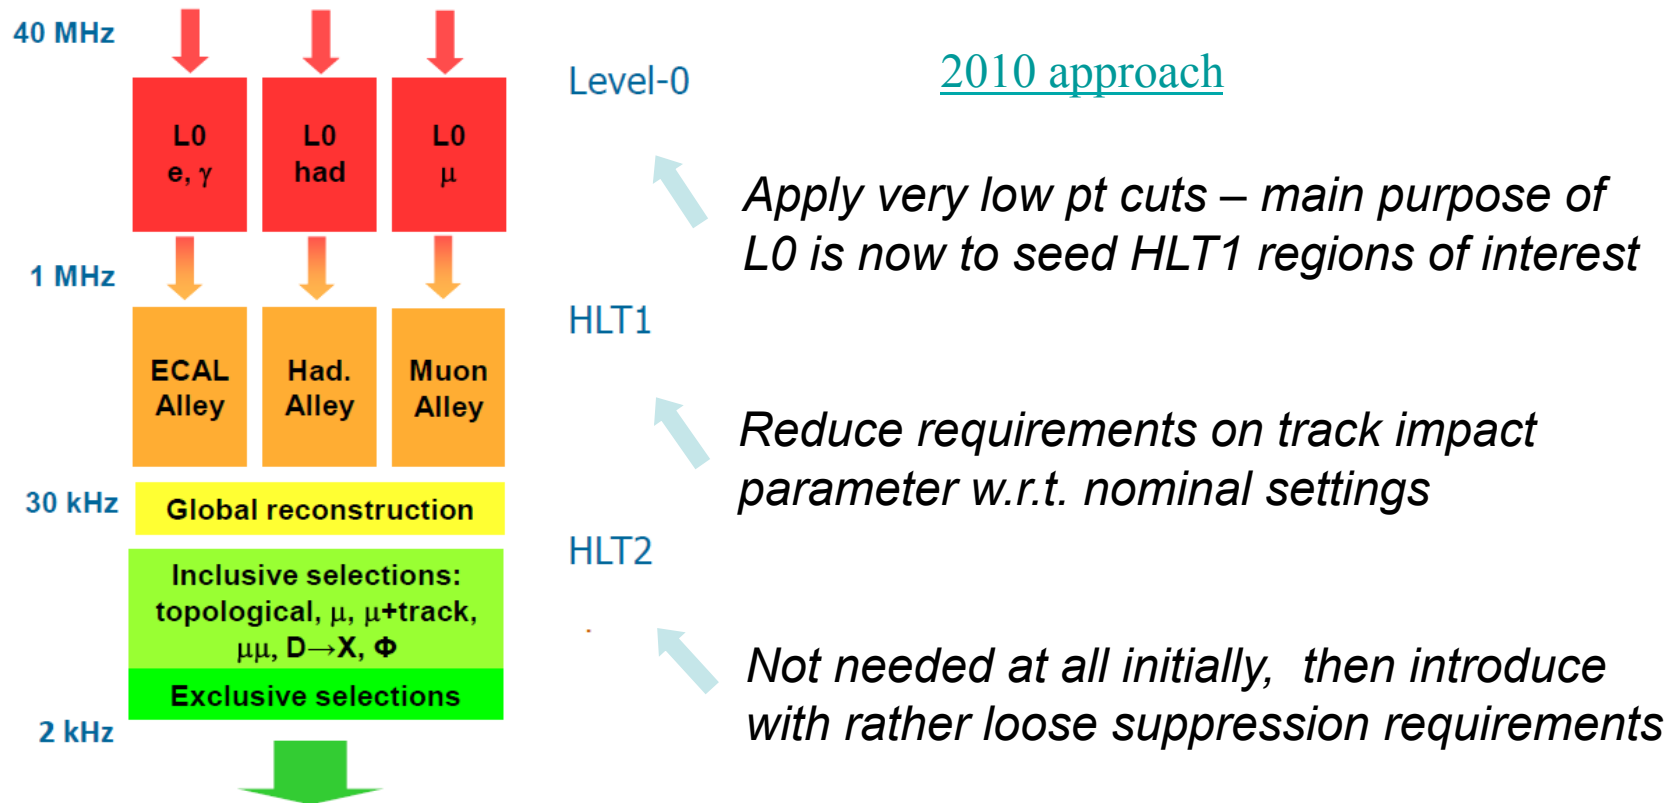 40 MHz
L0
e, γ
L0
had
L0
μ
Level-0
2010 approach
Apply very low pt cuts – main purpose of
L0 is now to seed HLT1 regions of interest
1 MHz
ECAL
Alley
Had.
Alley
Muon
Alley
HLT1
Reduce requirements on track impact
parameter w.r.t. nominal settings
30 kHz
Global reconstruction
HLT2
Inclusive selections:
topological, μ, μ+track,
μμ, D→X, Φ
Exclusive selections
Not needed at all initially, then introduce
with rather loose suppression requirements
2 kHz